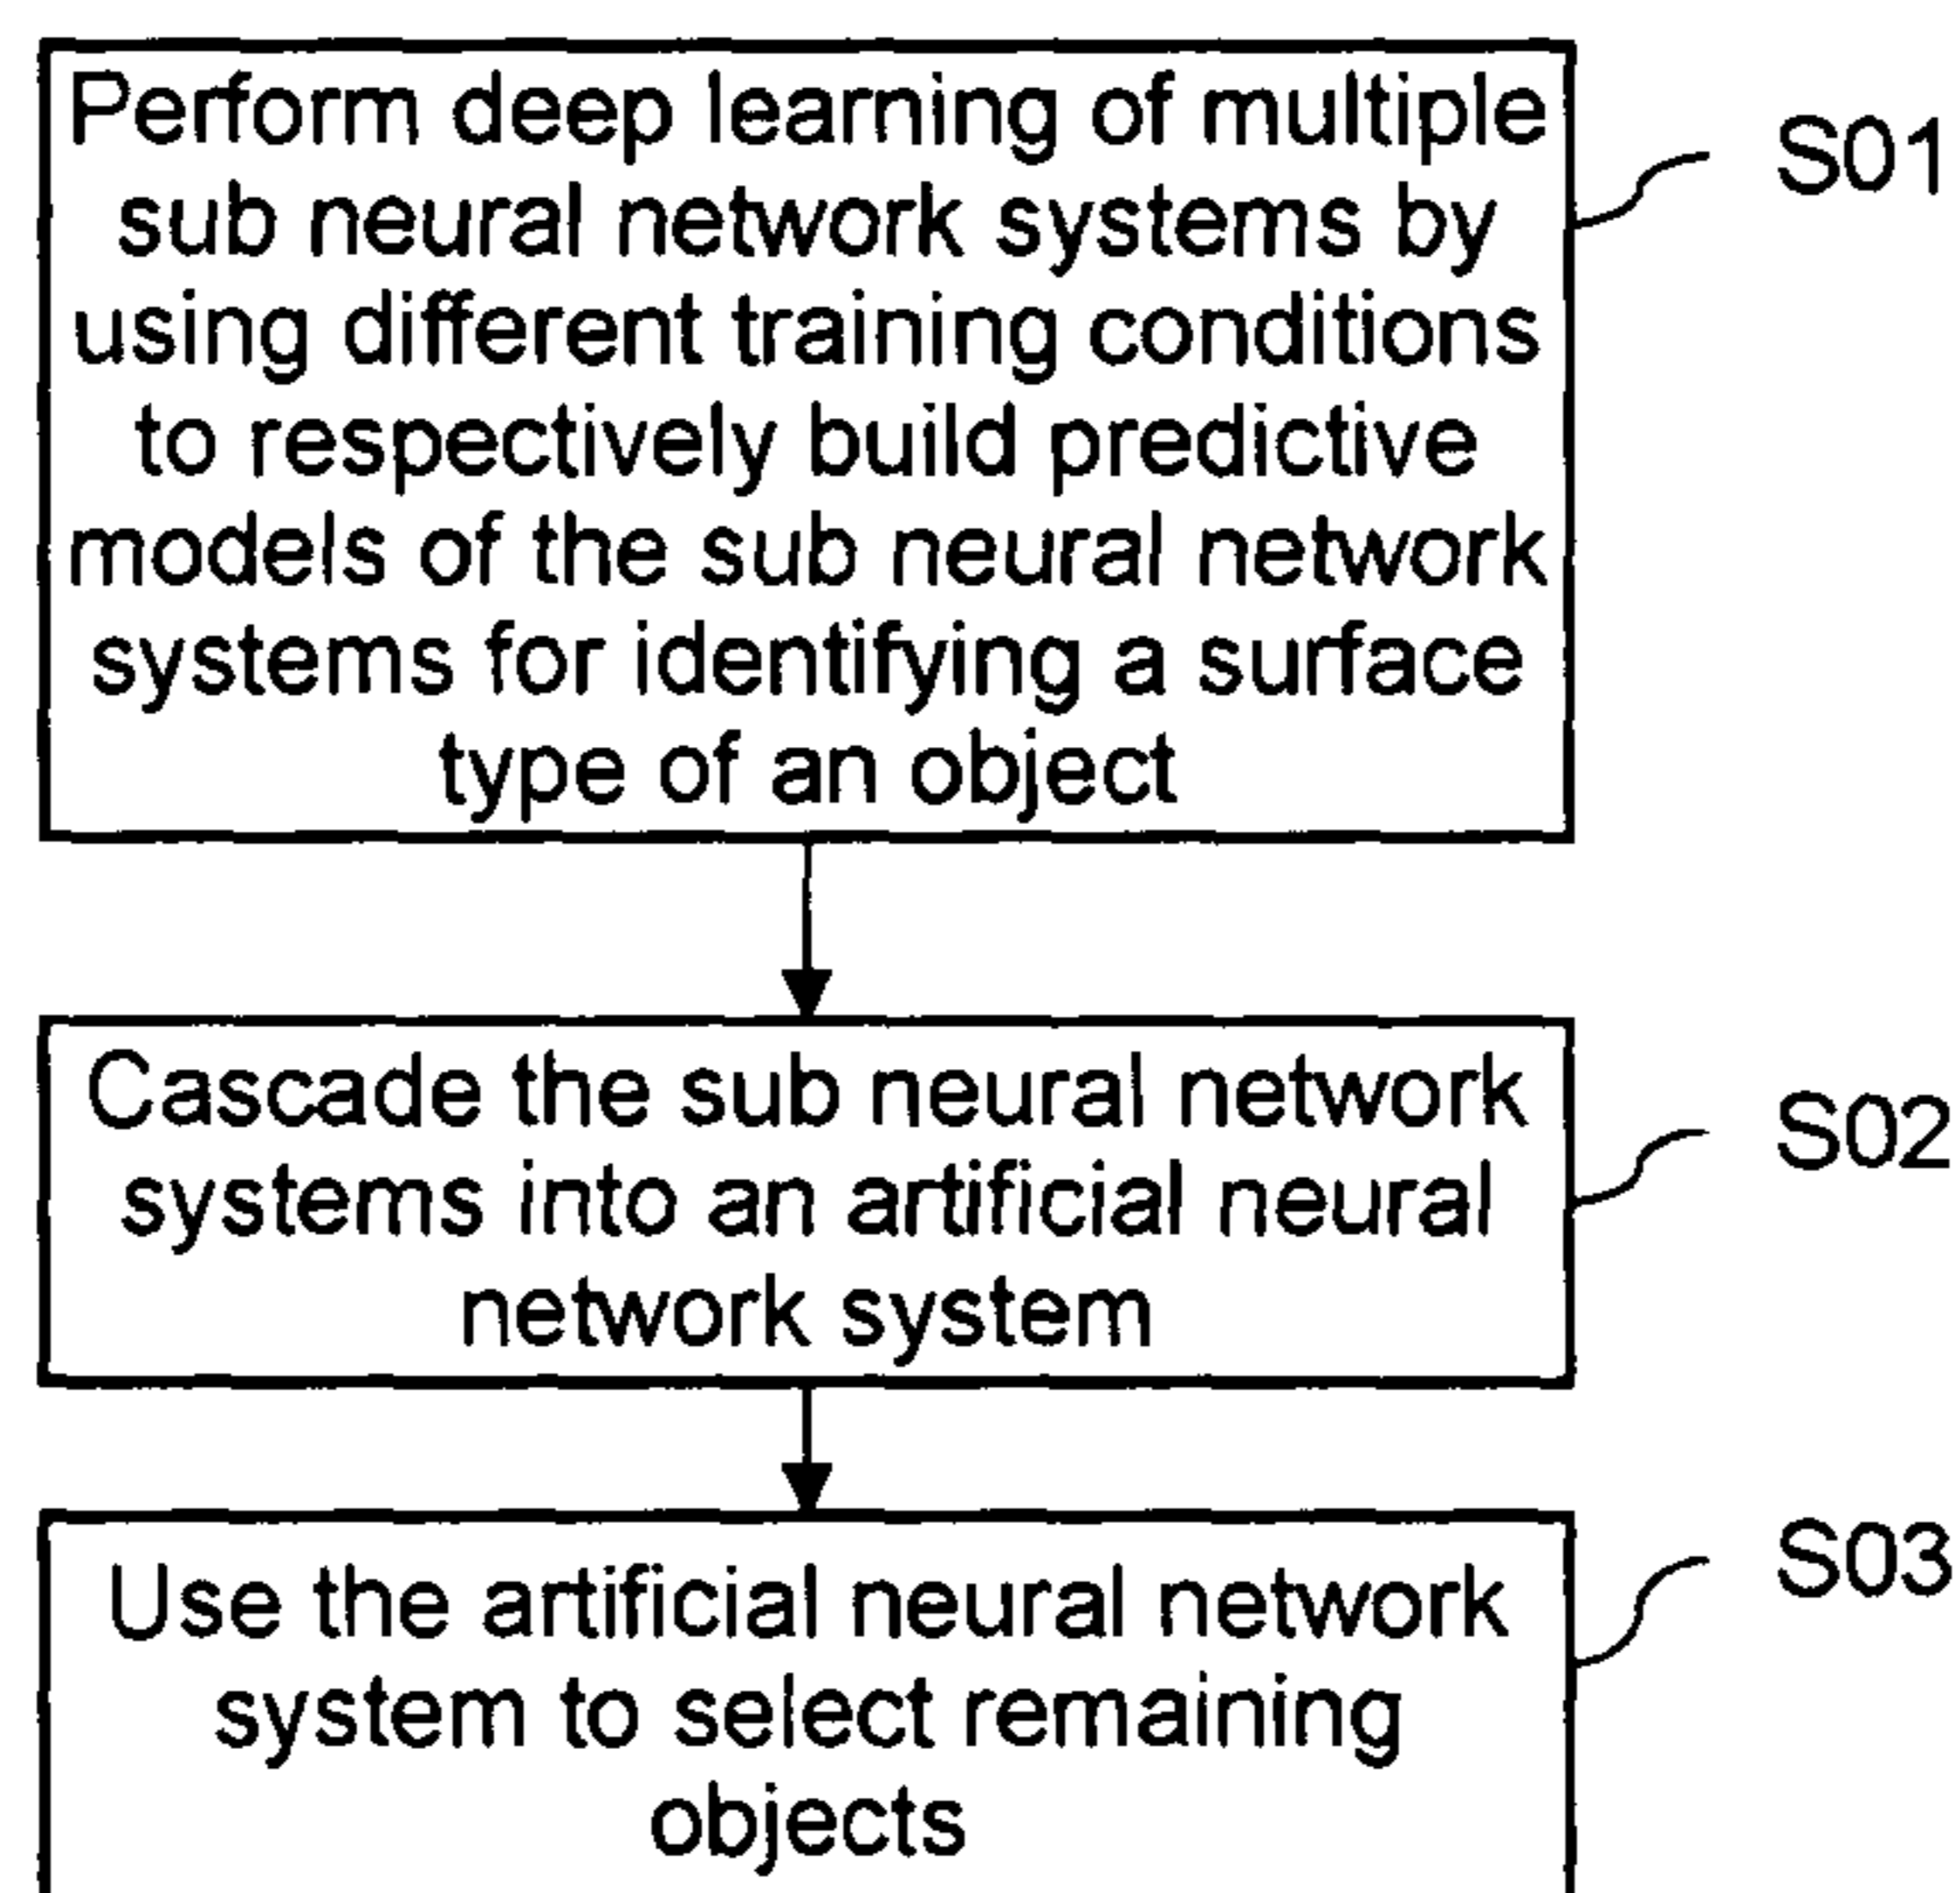 Perform deep learning of multiple
sub neural network systems by
using different training conditions
to respectively build predictive
models of the sub neural network
systems for identifying a surface
type of an object
S01
Cascade the sub neural network
systems into an artificial neural
network system
S02
Use the artificial neural network
system to select remaining
objects
S03